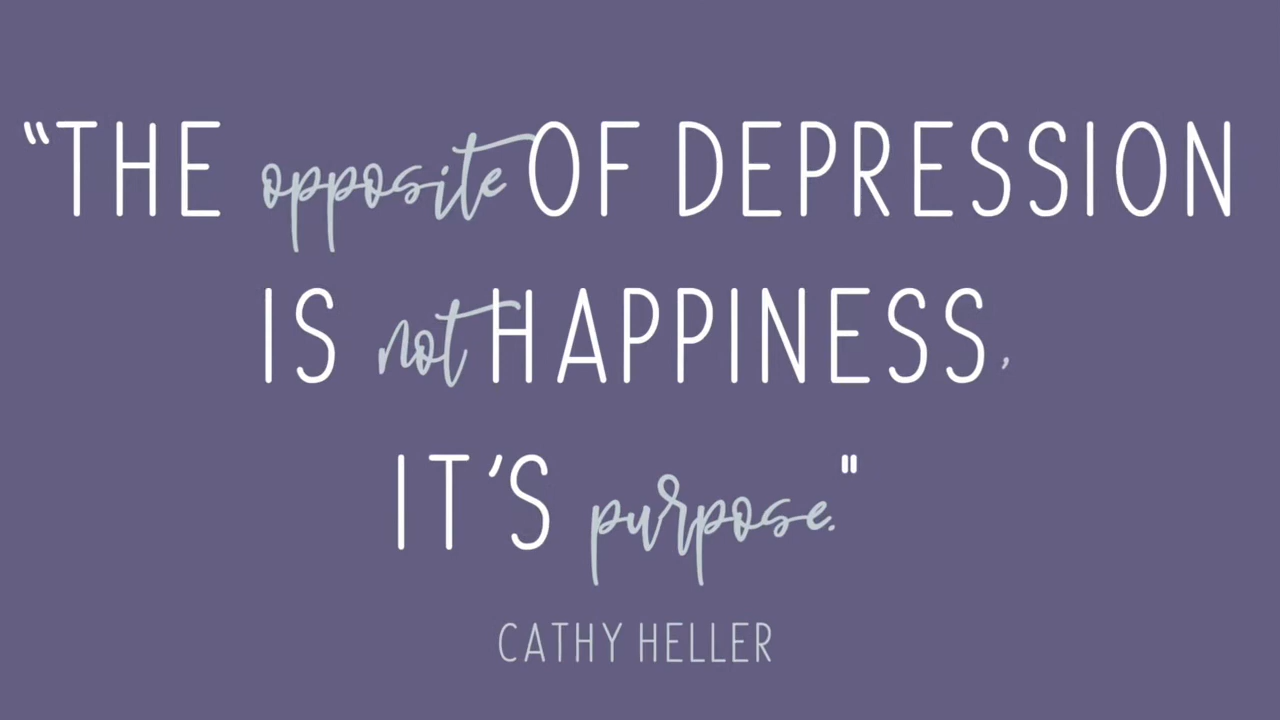 “THE opposite OF DEPRESSION
IS not HAPPINESS,
IT’S purpose."
CATHY HELLER